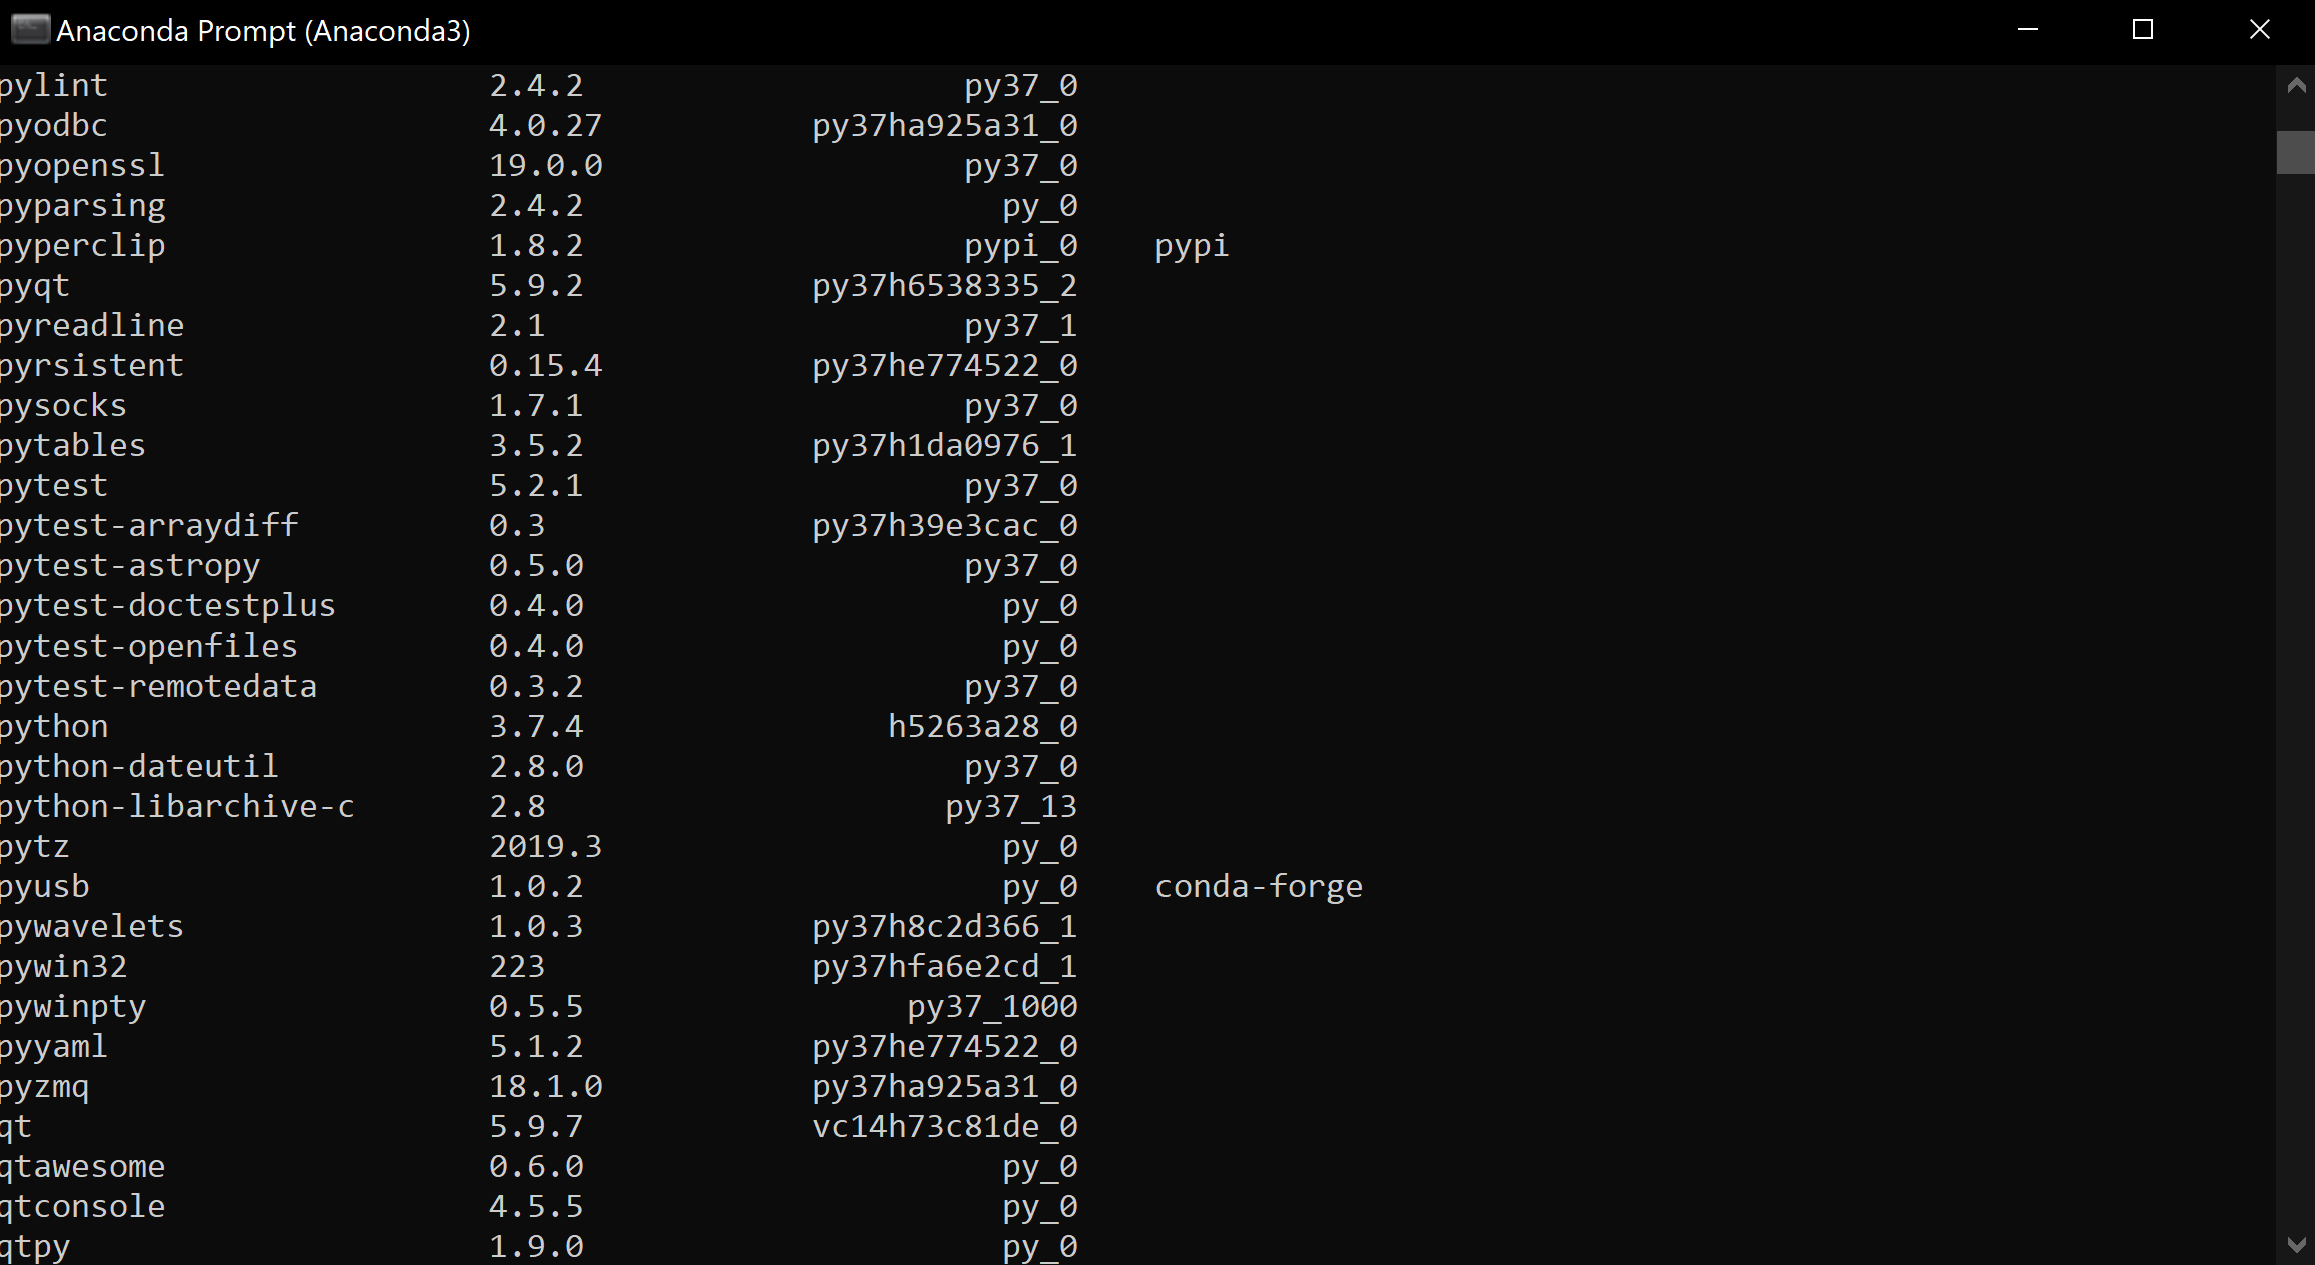 Anaconda Prompt (Anaconda3)
pylint 2.4.2 py37_0
pyodbc 4.0.27 py37ha925a31_0
pyopenssl 19.0.0 py37_0
pyparsing 2.4.2 py_0
pyperclip 1.8.2 pypi_0 pypi
pyqt 5.9.2 py37h6538335_2
pyreadline 2.1 py37_1
pyrsistent 0.15.4 py37he774522_0
pysocks 1.7.1 py37_0
pytables 3.5.2 py37h1da0976_1
pytest 5.2.1 py37_0
pytest-arraydiff 0.3 py37h39e3cac_0
pytest-astropy 0.5.0 py37_0
pytest-doctestplus 0.4.0 py_0
pytest-openfiles 0.4.0 py_0
pytest-remotedata 0.3.2 py37_0
python 3.7.4 h5263a28_0
python-dateutil 2.8.0 py37_0
python-libarchive-c 2.8 py37_13
pytz 2019.3 py_0
pyusb 1.0.2 py_0 conda-forge
pywavelets 1.0.3 py37h8c2d366_1
pywin32 223 py37hfa6e2cd_1
pywinpty 0.5.5 py37_1000
pyyaml 5.1.2 py37he774522_0
pyzmq 18.1.0 py37ha925a31_0
qt 5.9.7 vc14h73c81de_0
qtawesome 0.6.0 py_0
qtconsole 4.5.5 py_0
qtpy 1.9.0 py_0